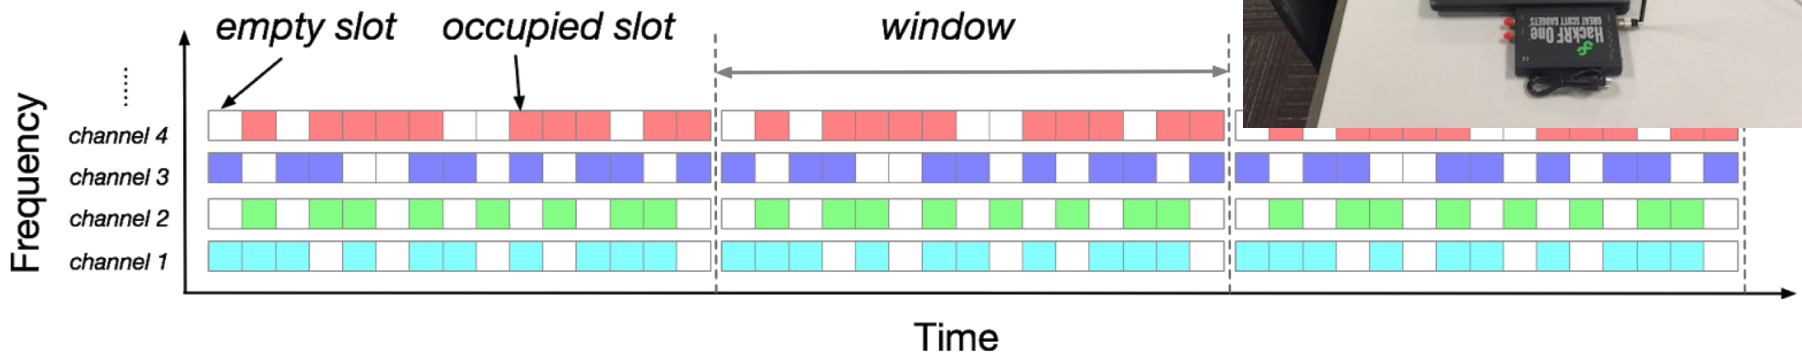 empty slot
occupied slot
window
HackRF One
GREAT SCOTT GADGETS
Frequency
channel 4
channel 3
channel 2
channel 1
Time